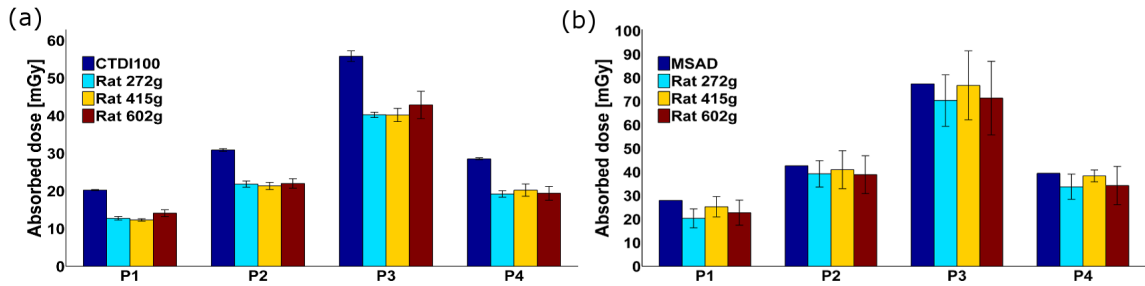 (a)
Absorbed dose [mGy]
60
50
40
30
20
10
0
CTDI100
Rat 272g
Rat 415g
Rat 602g
P1 P2 P3 P4
(b)
Absorbed dose [mGy]
100
90
80
70
60
50
40
30
20
10
0
MSAD
Rat 272g
Rat 415g
Rat 602g
P1 P2 P3 P4